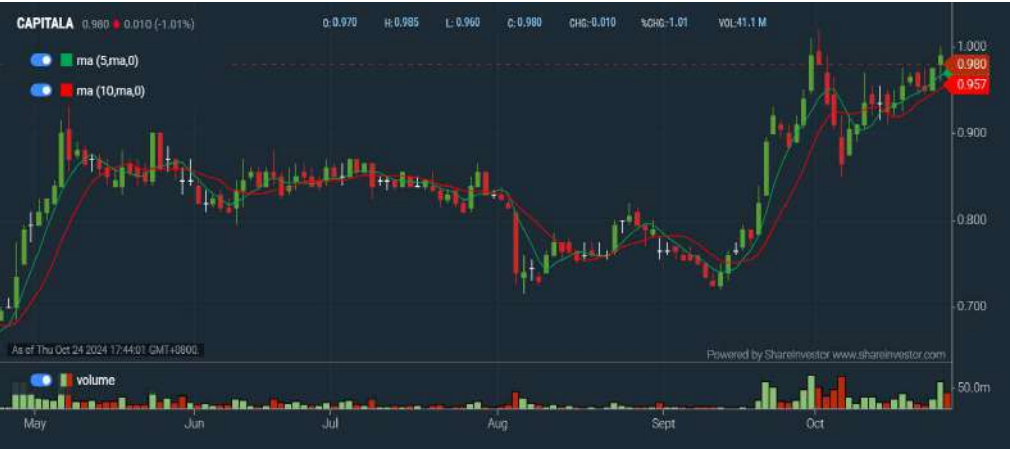 CAPITALA 0.980 0.010 (-1.01%) O:0.970 H:0.985 L: 0.960 C:0.980 CHG:-0.010 %CHG:-1.01 VOL:41.1 M
ma (5,ma,0)
ma (10,ma,0)
1.000
0.980
0.957
0.900
0.800
0.700
As of Thu Oct 24 2024 17:44:01 GMT+0800.
Powered by ShareInvestor www.shareinvestor.com
volume
50.0m
May Jun Jul Aug Sept Oct